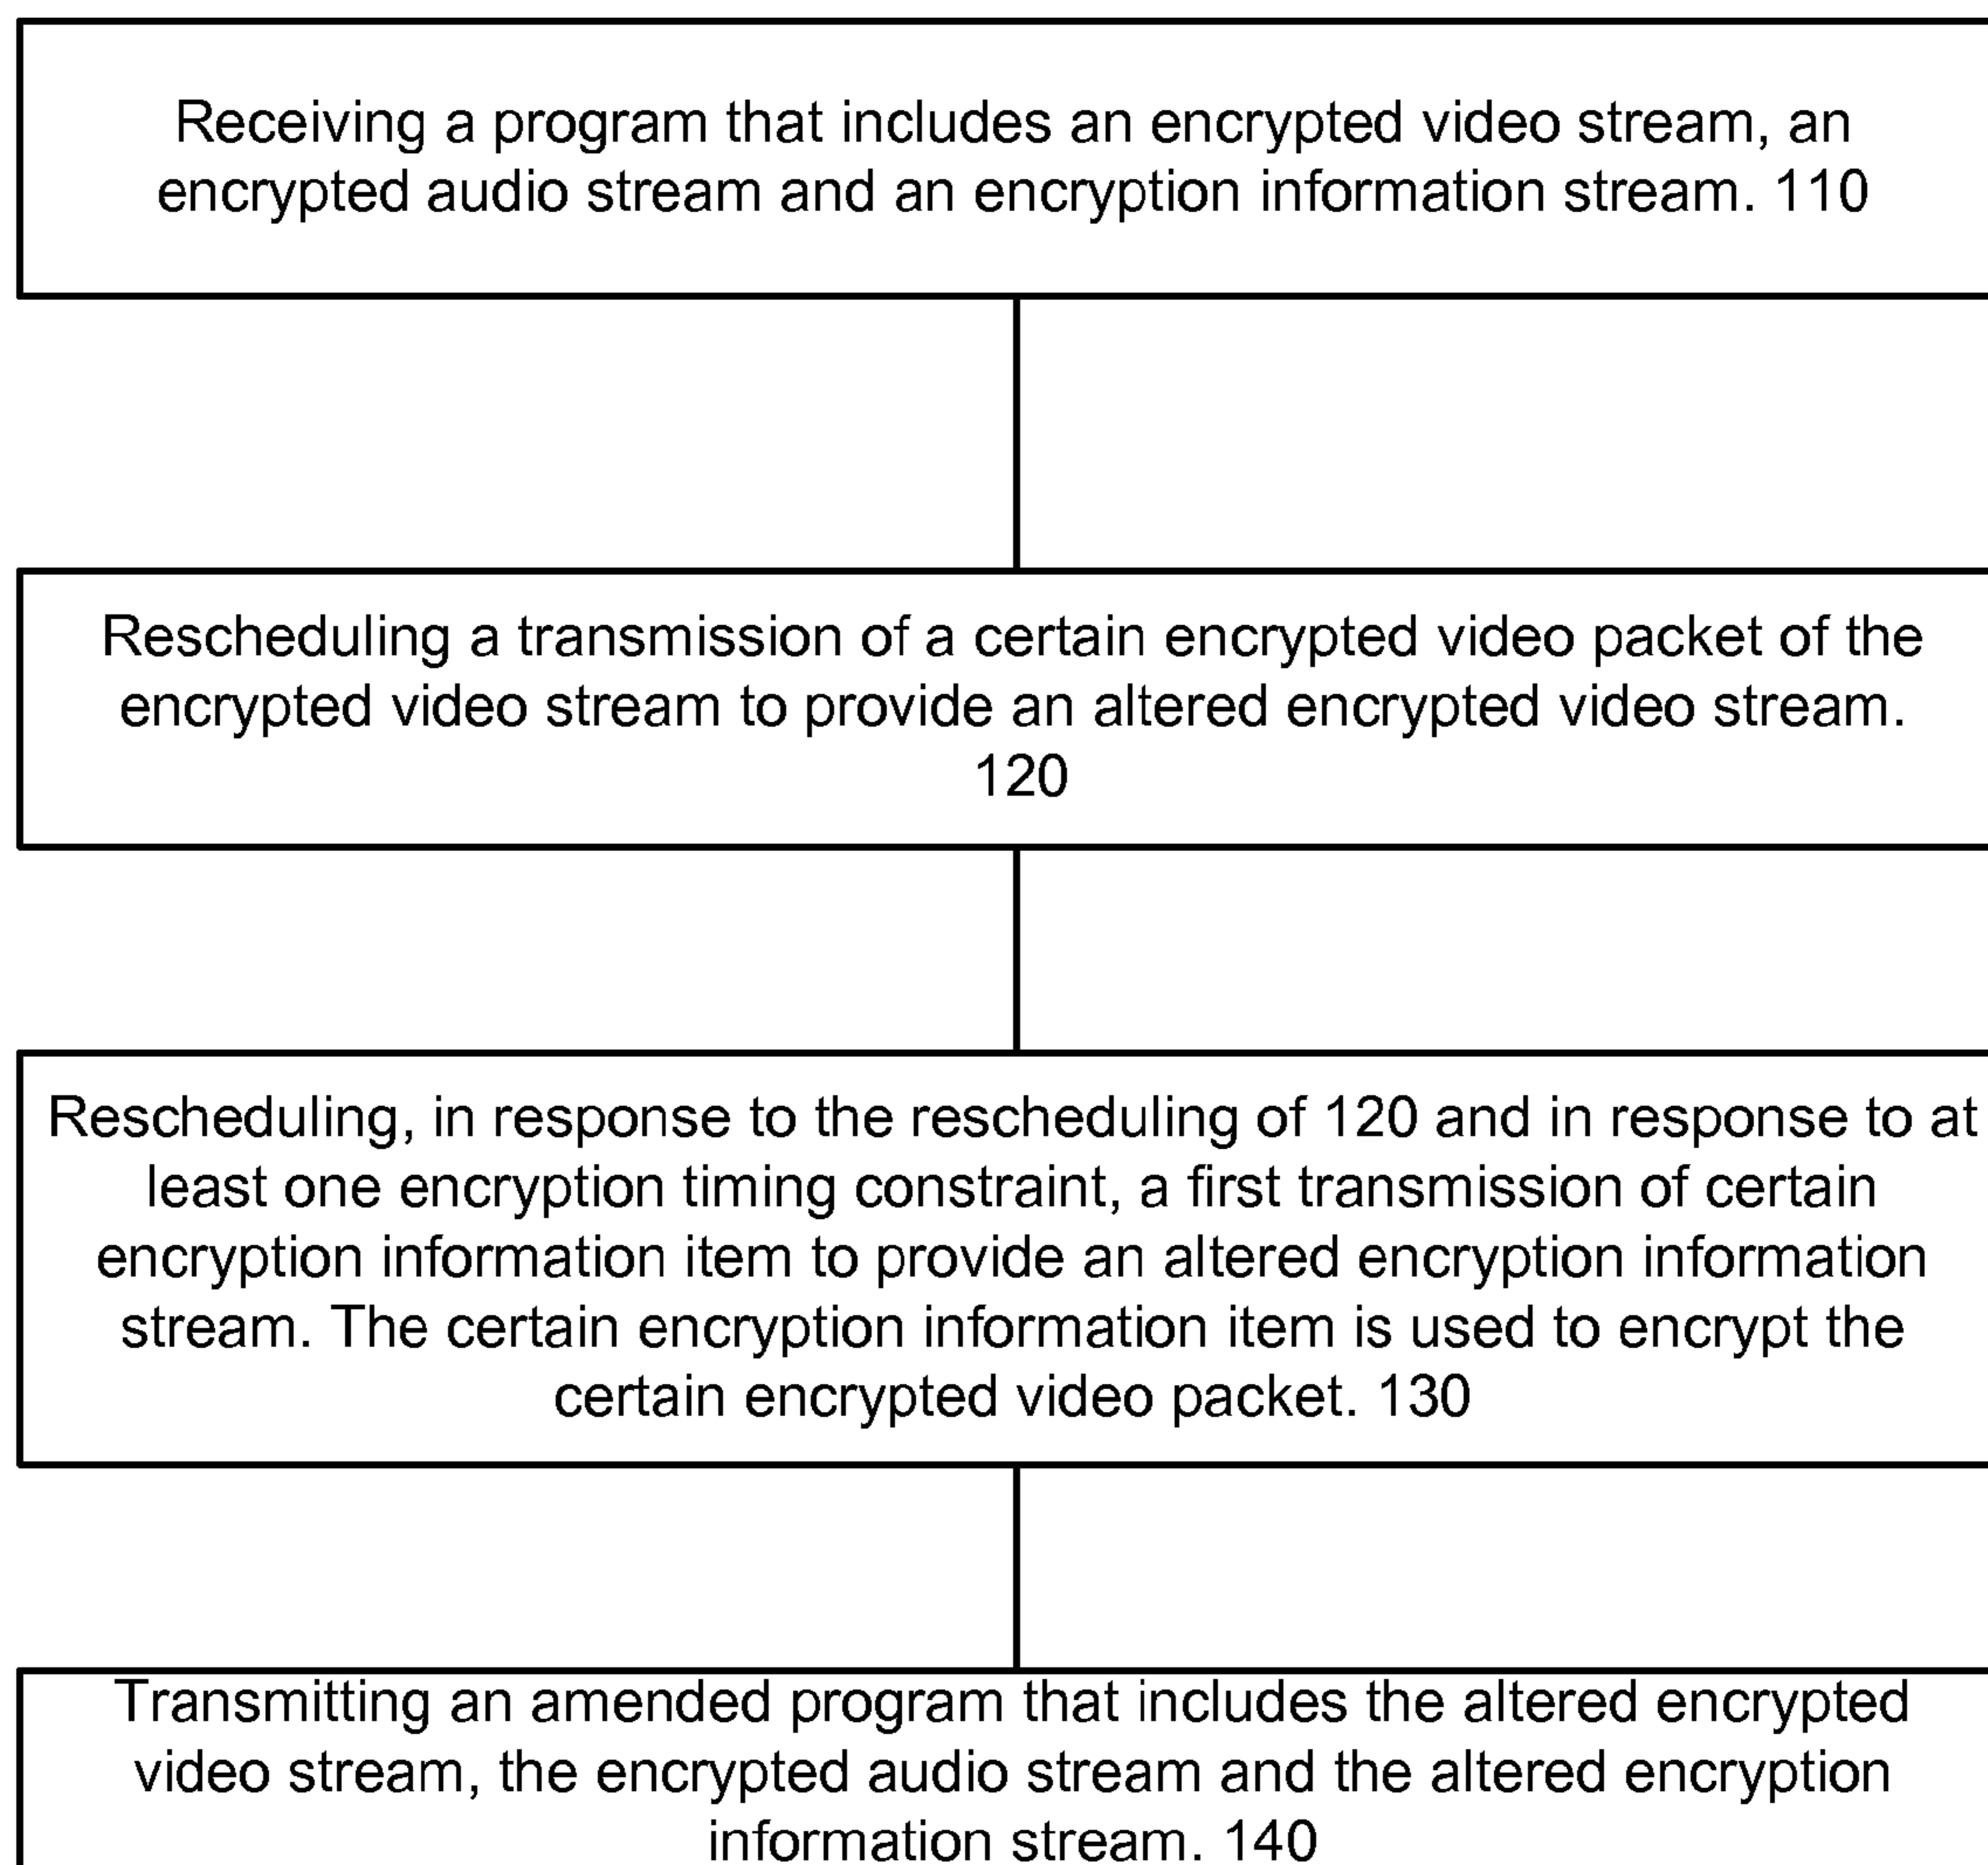 Receiving a program that includes an encrypted video stream, an
encrypted audio stream and an encryption information stream. 110
Rescheduling a transmission of a certain encrypted video packet of the
encrypted video stream to provide an altered encrypted video stream.
120
Rescheduling, in response to the rescheduling of 120 and in response to at
least one encryption timing constraint, a first transmission of certain
encryption information item to provide an altered encryption information
stream. The certain encryption information item is used to encrypt the
certain encrypted video packet. 130
Transmitting an amended program that includes the altered encrypted
video stream, the encrypted audio stream and the altered encryption
information stream. 140